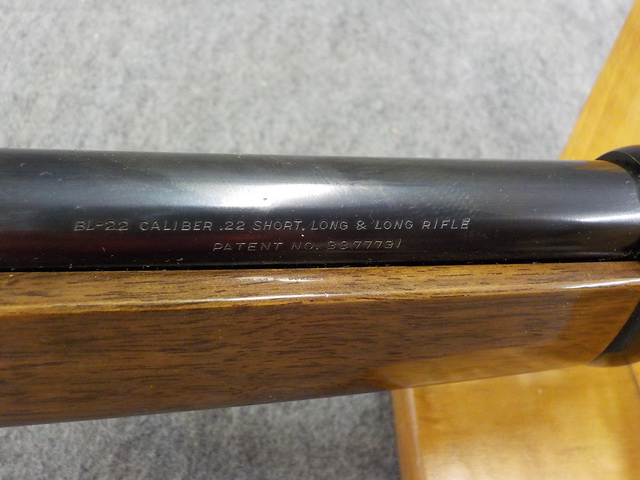 BL-22 CALIBER .22 SHORT, LONG & LONG RIFLE
PATENT NO. 3377731